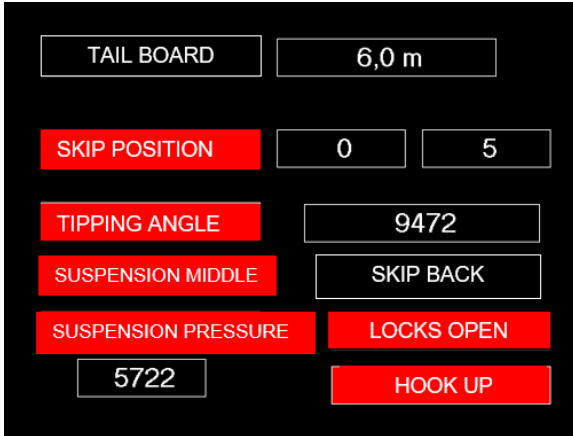 TAIL BOARD 6,0 m
SKIP POSITION 0 5
TIPPING ANGLE 9472
SUSPENSION MIDDLE SKIP BACK
SUSPENSION PRESSURE LOCKS OPEN
5722 HOOK UP